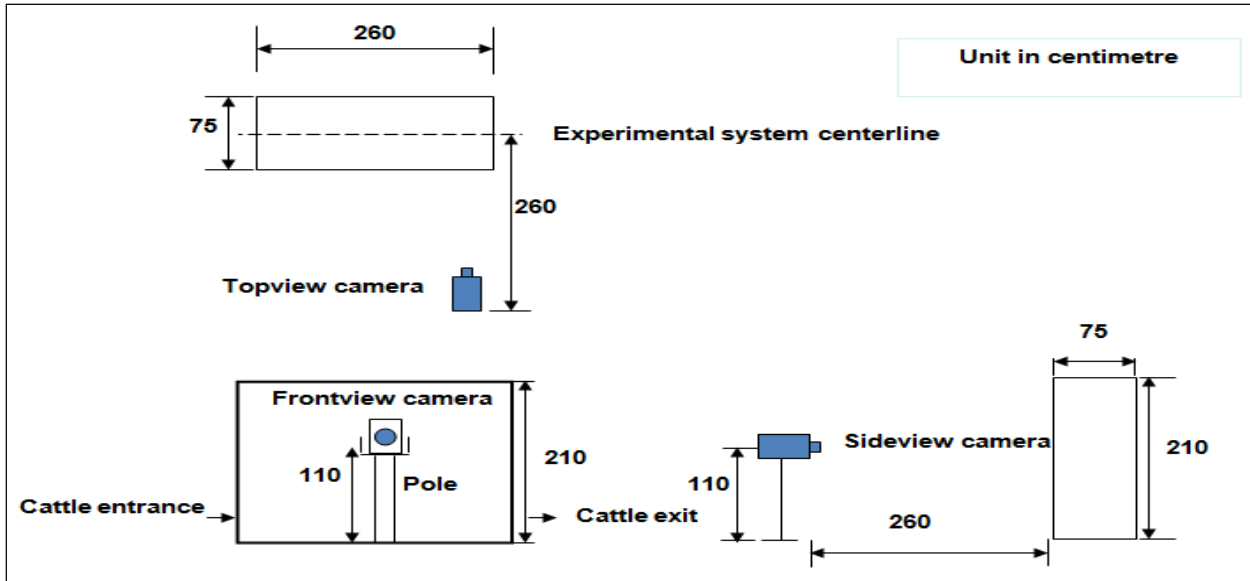 260
Unit in centimetre
75
Experimental system centerline
260
Topview camera
75
Frontview camera
Sideview camera
210
210
110
Pole
110
Cattle entrance
Cattle exit
260